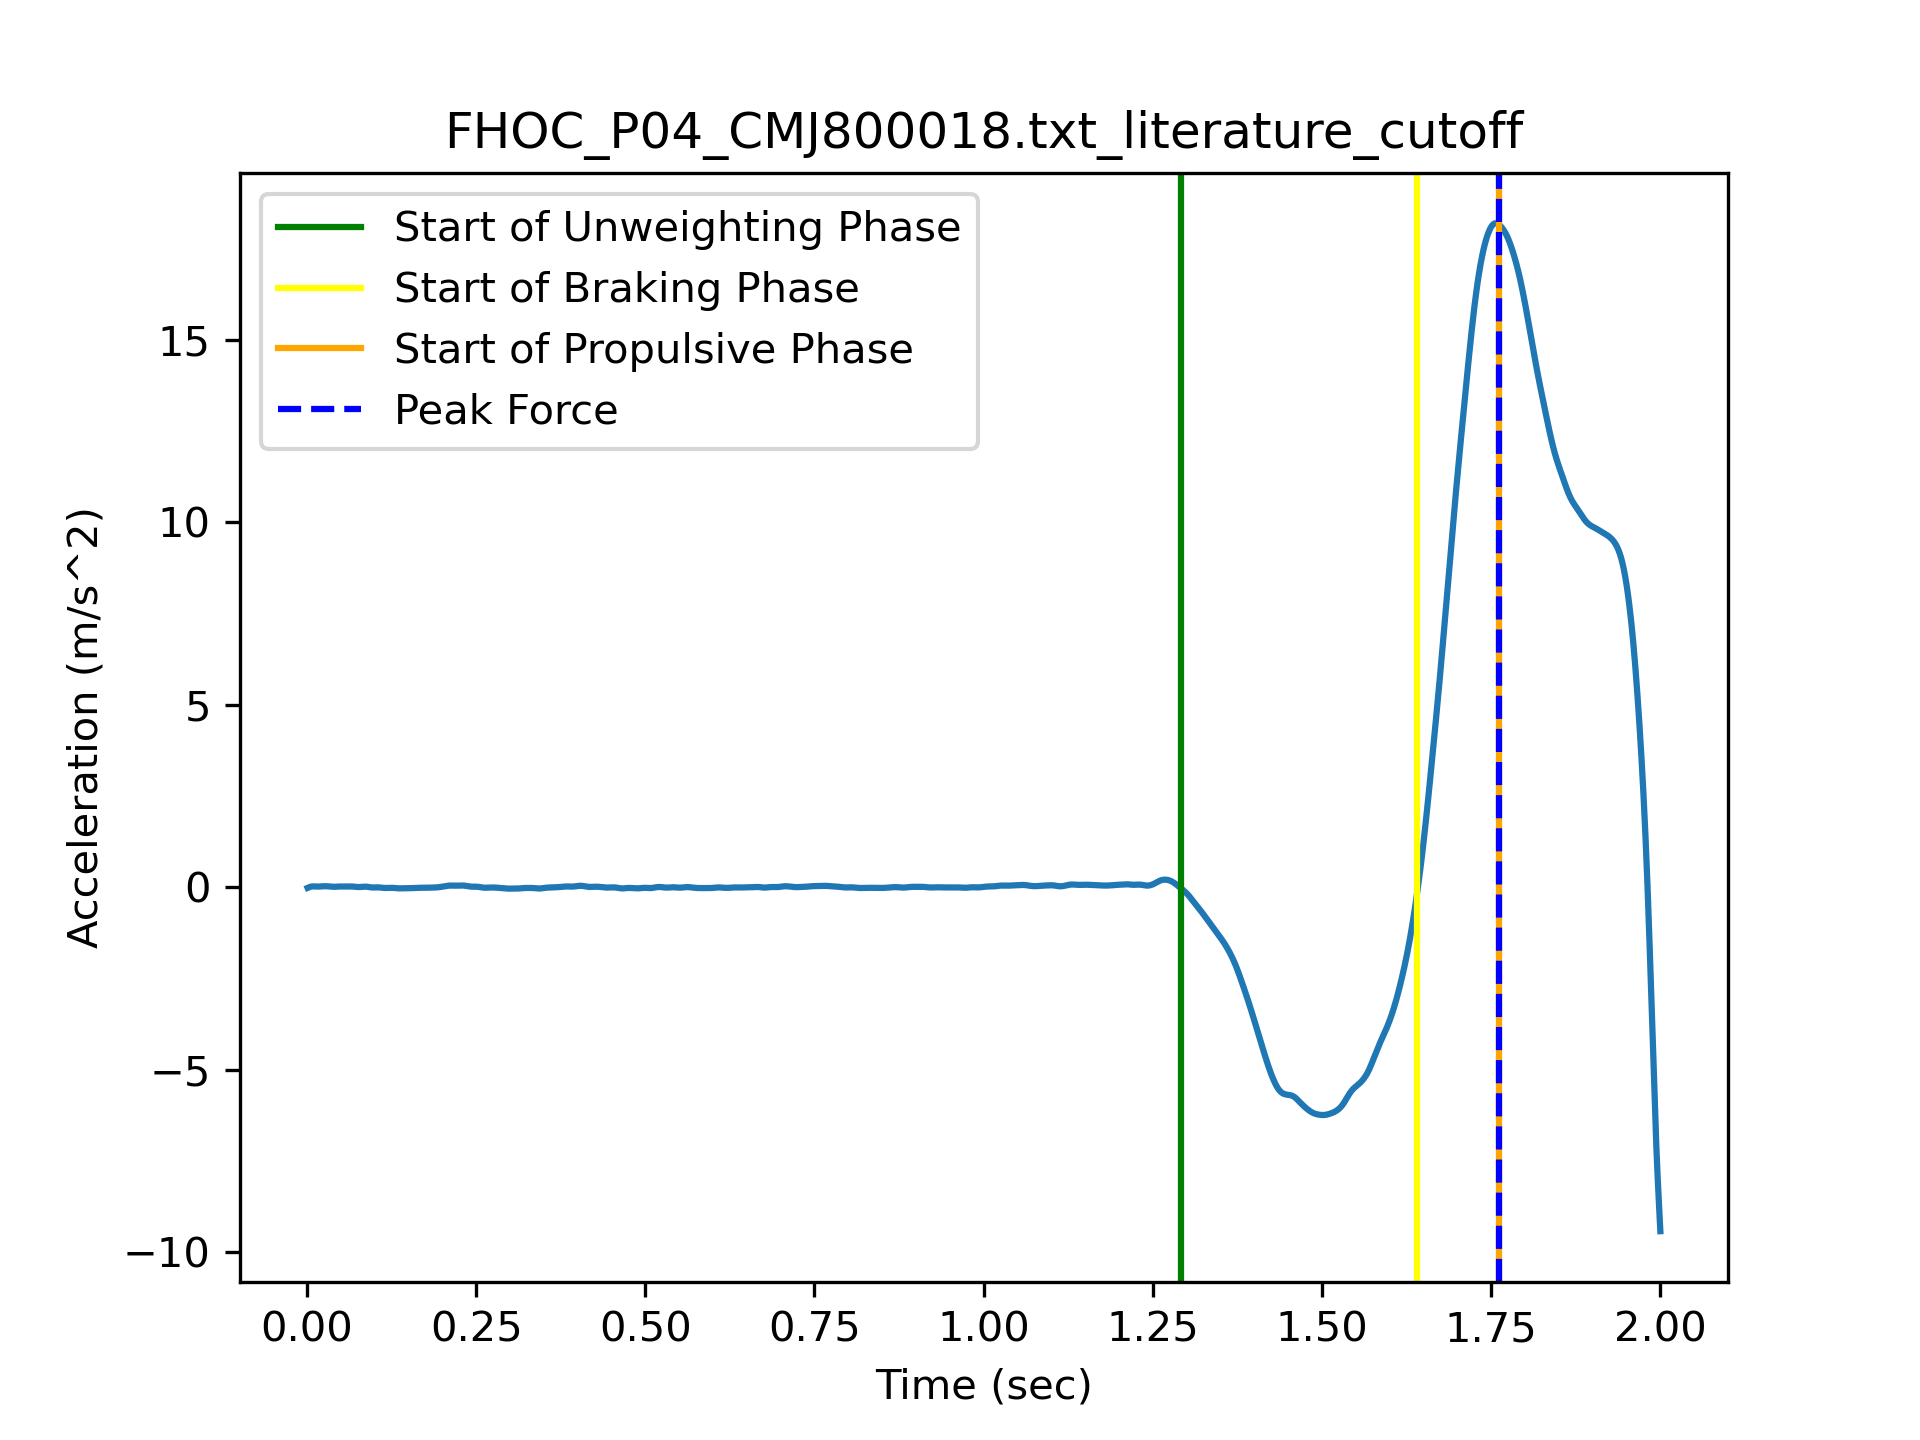 FHOC_P04_CMJ800018.txt_literature_cutoff
Start of Unweighting Phase
Start of Braking Phase
Start of Propulsive Phase
Peak Force
15
10
5
0
−5
−10
Acceleration (m/s^2)
0.00 0.25 0.50 0.75 1.00 1.25 1.50 1.75 2.00
Time (sec)